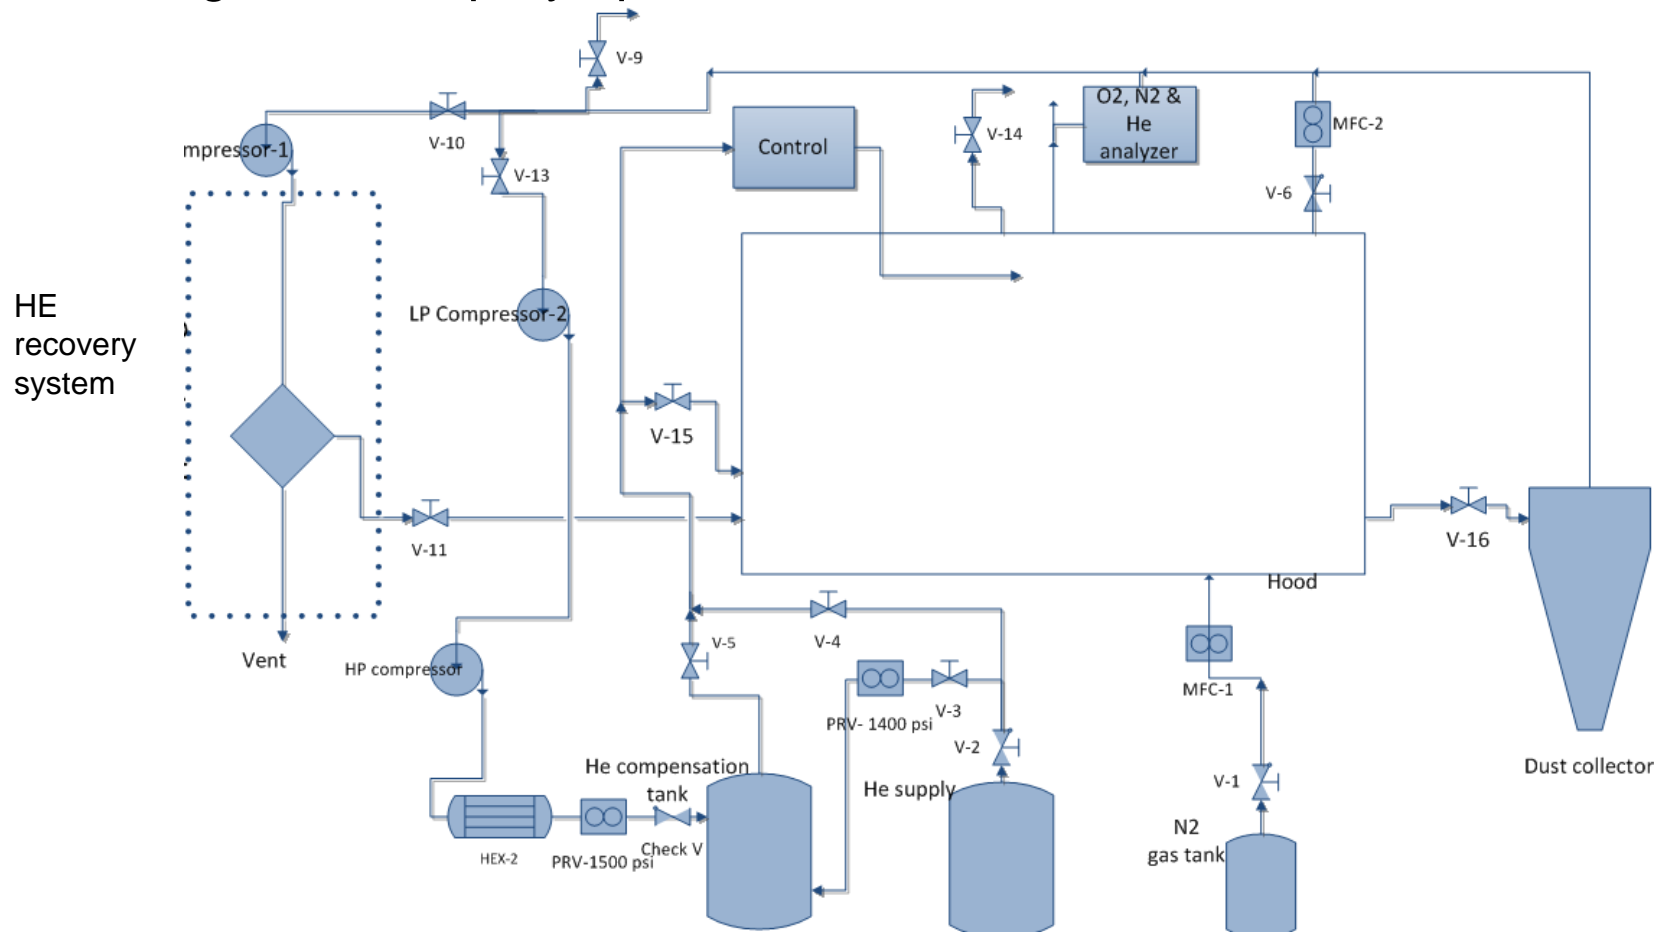 V-9
O2, N2 &
He
analyzer
MFC-2
V-14
Control
V-10
mpressor-1
V-13
V-6
HE
recovery
system
LP Compressor-2
V-15
V-11
V-16
Hood
Vent
HP compressor
V-5
V-4
MFC-1
V-3
PRV- 1400 psi
V-2
He compensation
tank
He supply
V-1
Dust collector
N2
gas tank
HEX-2
PRV-1500 psi
Check V